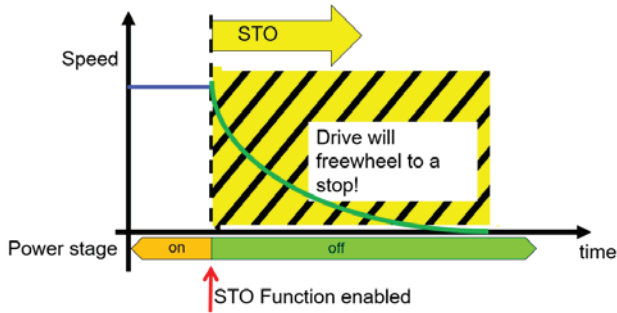 STO
Speed
Drive will
freewheel to a
stop!
Power stage
on
off
time
STO Function enabled